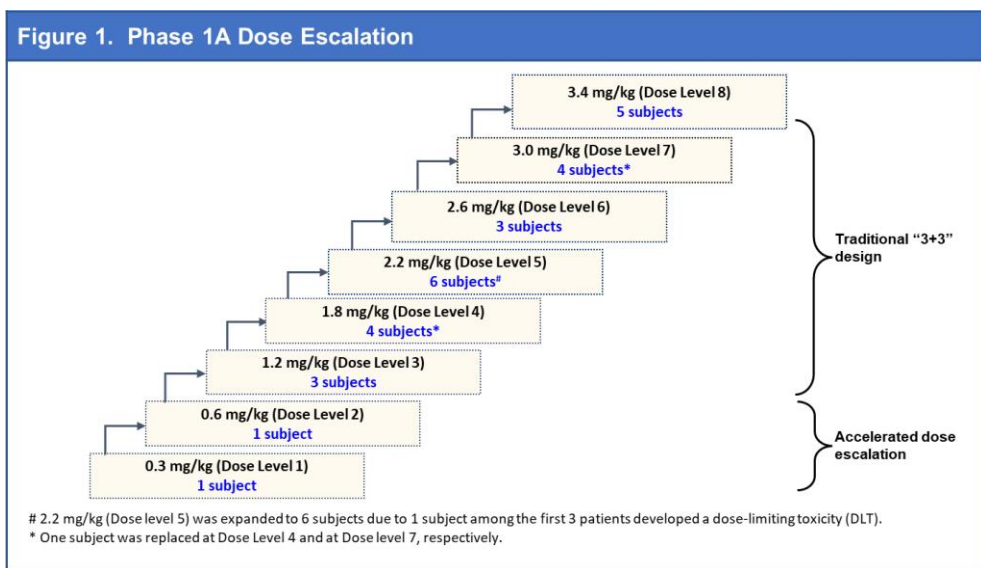 Figure 1.  Phase 1A Dose Escalation
3.4 mg/kg (Dose Level 8)
5 subjects
3.0 mg/kg (Dose Level 7)
4 subjects*
2.6 mg/kg (Dose Level 6)
3 subjects
2.2 mg/kg (Dose Level 5)
6 subjects#
1.8 mg/kg (Dose Level 4)
4 subjects*
1.2 mg/kg (Dose Level 3)
3 subjects
0.6 mg/kg (Dose Level 2)
1 subject
0.3 mg/kg (Dose Level 1)
1 subject
Traditional “3+3”
design
Accelerated dose
escalation
# 2.2 mg/kg (Dose level 5) was expanded to 6 subjects due to 1 subject among the first 3 patients developed a dose-limiting toxicity (DLT).
* One subject was replaced at Dose Level 4 and at Dose level 7, respectively.